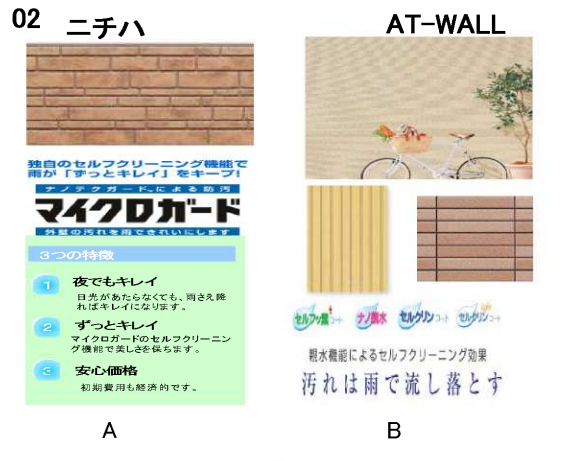 02
ニチハ
AT-WALL
独自のセルフクリーニング機能で
雨が「ずっとキレイ」をキープ!
ナノテクガード。による防汚
マイクロガード
外壁の汚れを雨できれいにします
3つの特徴
1 夜でもキレイ
日光があたらなくても、雨さえ降
ればキレイになります。
2 ずっとキレイ
マイクロガードのセルフクリーニン
グ機能で美しさを保ちます。
3 安心価格
初期費用も経済的です。
セルフッ素コート ナノ親水 セルクリンコート
親水機能によるセルフクリーニング効果
汚れは雨で流し落とす
A
B